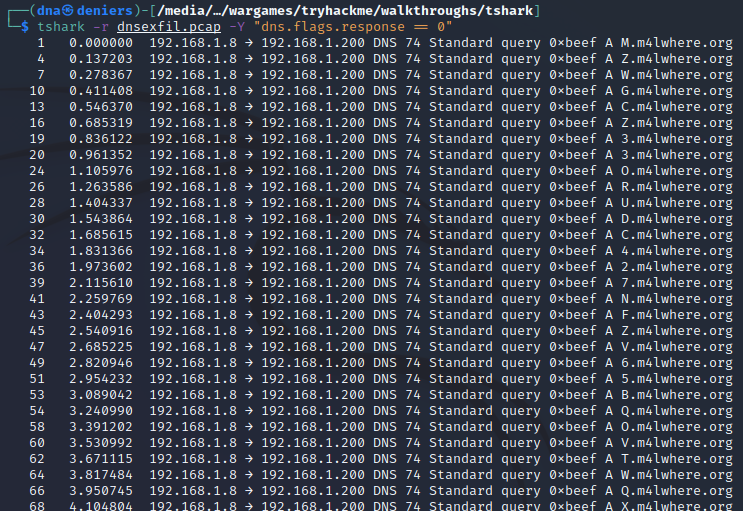 ┌──(dna㉿deniers)-[/media/…/wargames/tryhackme/walkthroughs/tshark]
└─$ tshark -r dnsexfil.pcap -Y "dns.flags.response == 0"
1 0.000000 192.168.1.8 → 192.168.1.200 DNS 74 Standard query 0×beef A M.m4lwhere.org
4 0.137203 192.168.1.8 → 192.168.1.200 DNS 74 Standard query 0×beef A Z.m4lwhere.org
7 0.278367 192.168.1.8 → 192.168.1.200 DNS 74 Standard query 0×beef A W.m4lwhere.org
10 0.411408 192.168.1.8 → 192.168.1.200 DNS 74 Standard query 0×beef A G.m4lwhere.org
13 0.546370 192.168.1.8 → 192.168.1.200 DNS 74 Standard query 0×beef A C.m4lwhere.org
16 0.685319 192.168.1.8 → 192.168.1.200 DNS 74 Standard query 0×beef A Z.m4lwhere.org
19 0.836122 192.168.1.8 → 192.168.1.200 DNS 74 Standard query 0×beef A 3.m4lwhere.org
20 0.961352 192.168.1.8 → 192.168.1.200 DNS 74 Standard query 0×beef A 3.m4lwhere.org
24 1.105976 192.168.1.8 → 192.168.1.200 DNS 74 Standard query 0×beef A O.m4lwhere.org
26 1.263586 192.168.1.8 → 192.168.1.200 DNS 74 Standard query 0×beef A R.m4lwhere.org
28 1.404337 192.168.1.8 → 192.168.1.200 DNS 74 Standard query 0×beef A U.m4lwhere.org
30 1.543864 192.168.1.8 → 192.168.1.200 DNS 74 Standard query 0×beef A D.m4lwhere.org
32 1.685615 192.168.1.8 → 192.168.1.200 DNS 74 Standard query 0×beef A C.m4lwhere.org
34 1.831366 192.168.1.8 → 192.168.1.200 DNS 74 Standard query 0×beef A 4.m4lwhere.org
36 1.973602 192.168.1.8 → 192.168.1.200 DNS 74 Standard query 0×beef A 2.m4lwhere.org
39 2.115610 192.168.1.8 → 192.168.1.200 DNS 74 Standard query 0×beef A 7.m4lwhere.org
41 2.259769 192.168.1.8 → 192.168.1.200 DNS 74 Standard query 0×beef A N.m4lwhere.org
43 2.404293 192.168.1.8 → 192.168.1.200 DNS 74 Standard query 0×beef A F.m4lwhere.org
45 2.540916 192.168.1.8 → 192.168.1.200 DNS 74 Standard query 0×beef A Z.m4lwhere.org
47 2.685225 192.168.1.8 → 192.168.1.200 DNS 74 Standard query 0×beef A V.m4lwhere.org
49 2.820946 192.168.1.8 → 192.168.1.200 DNS 74 Standard query 0×beef A 6.m4lwhere.org
51 2.954232 192.168.1.8 → 192.168.1.200 DNS 74 Standard query 0×beef A 5.m4lwhere.org
53 3.089042 192.168.1.8 → 192.168.1.200 DNS 74 Standard query 0×beef A B.m4lwhere.org
54 3.240990 192.168.1.8 → 192.168.1.200 DNS 74 Standard query 0×beef A Q.m4lwhere.org
58 3.391202 192.168.1.8 → 192.168.1.200 DNS 74 Standard query 0×beef A O.m4lwhere.org
60 3.530992 192.168.1.8 → 192.168.1.200 DNS 74 Standard query 0×beef A V.m4lwhere.org
62 3.671115 192.168.1.8 → 192.168.1.200 DNS 74 Standard query 0×beef A T.m4lwhere.org
64 3.817484 192.168.1.8 → 192.168.1.200 DNS 74 Standard query 0×beef A W.m4lwhere.org
66 3.950745 192.168.1.8 → 192.168.1.200 DNS 74 Standard query 0×beef A Q.m4lwhere.org
68 4.104804 192.168.1.8 → 192.168.1.200 DNS 74 Standard query 0×beef A X.m4lwhere.org